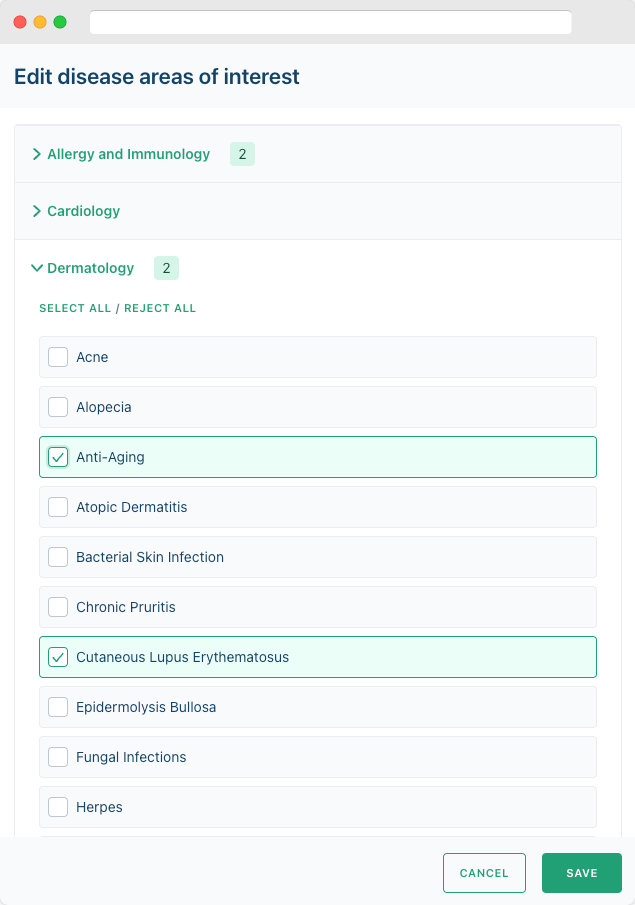 Edit disease areas of interest
Allergy and Immunology 2
Cardiology
Dermatology 2
SELECT ALL / REJECT ALL
Acne
Alopecia
Anti-Aging
Atopic Dermatitis
Bacterial Skin Infection
Chronic Pruritis
Cutaneous Lupus Erythematosus
Epidermolysis Bullosa
Fungal Infections
Herpes
CANCEL SAVE